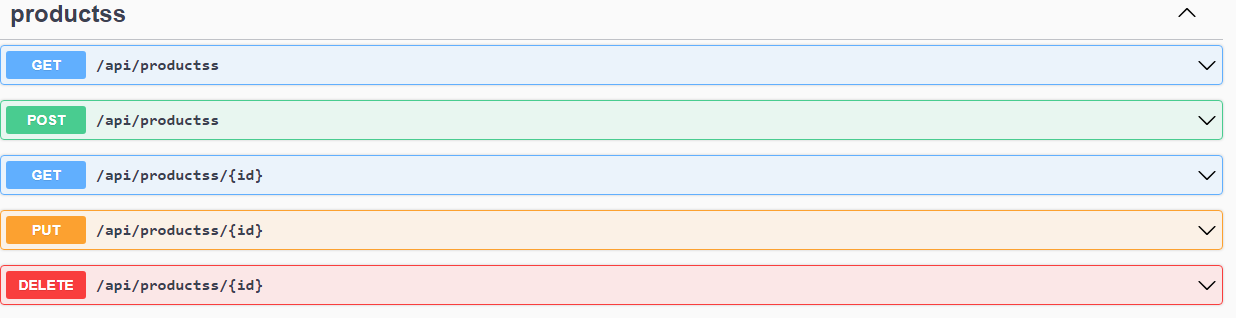 productss
GET /api/productss
POST /api/productss
GET /api/productss/{id}
PUT /api/productss/{id}
DELETE /api/productss/{id}